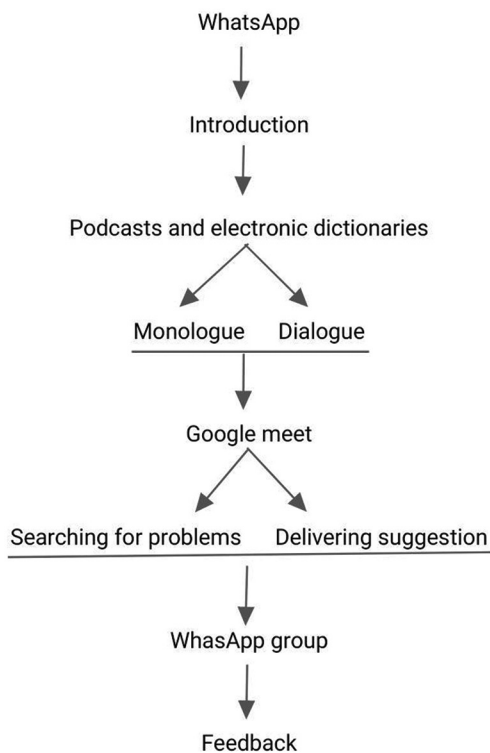 WhatsApp
Introduction
Podcasts and electronic dictionaries
Monologue Dialogue
Google meet
Searching for problems Delivering suggestion
WhasApp group
Feedback